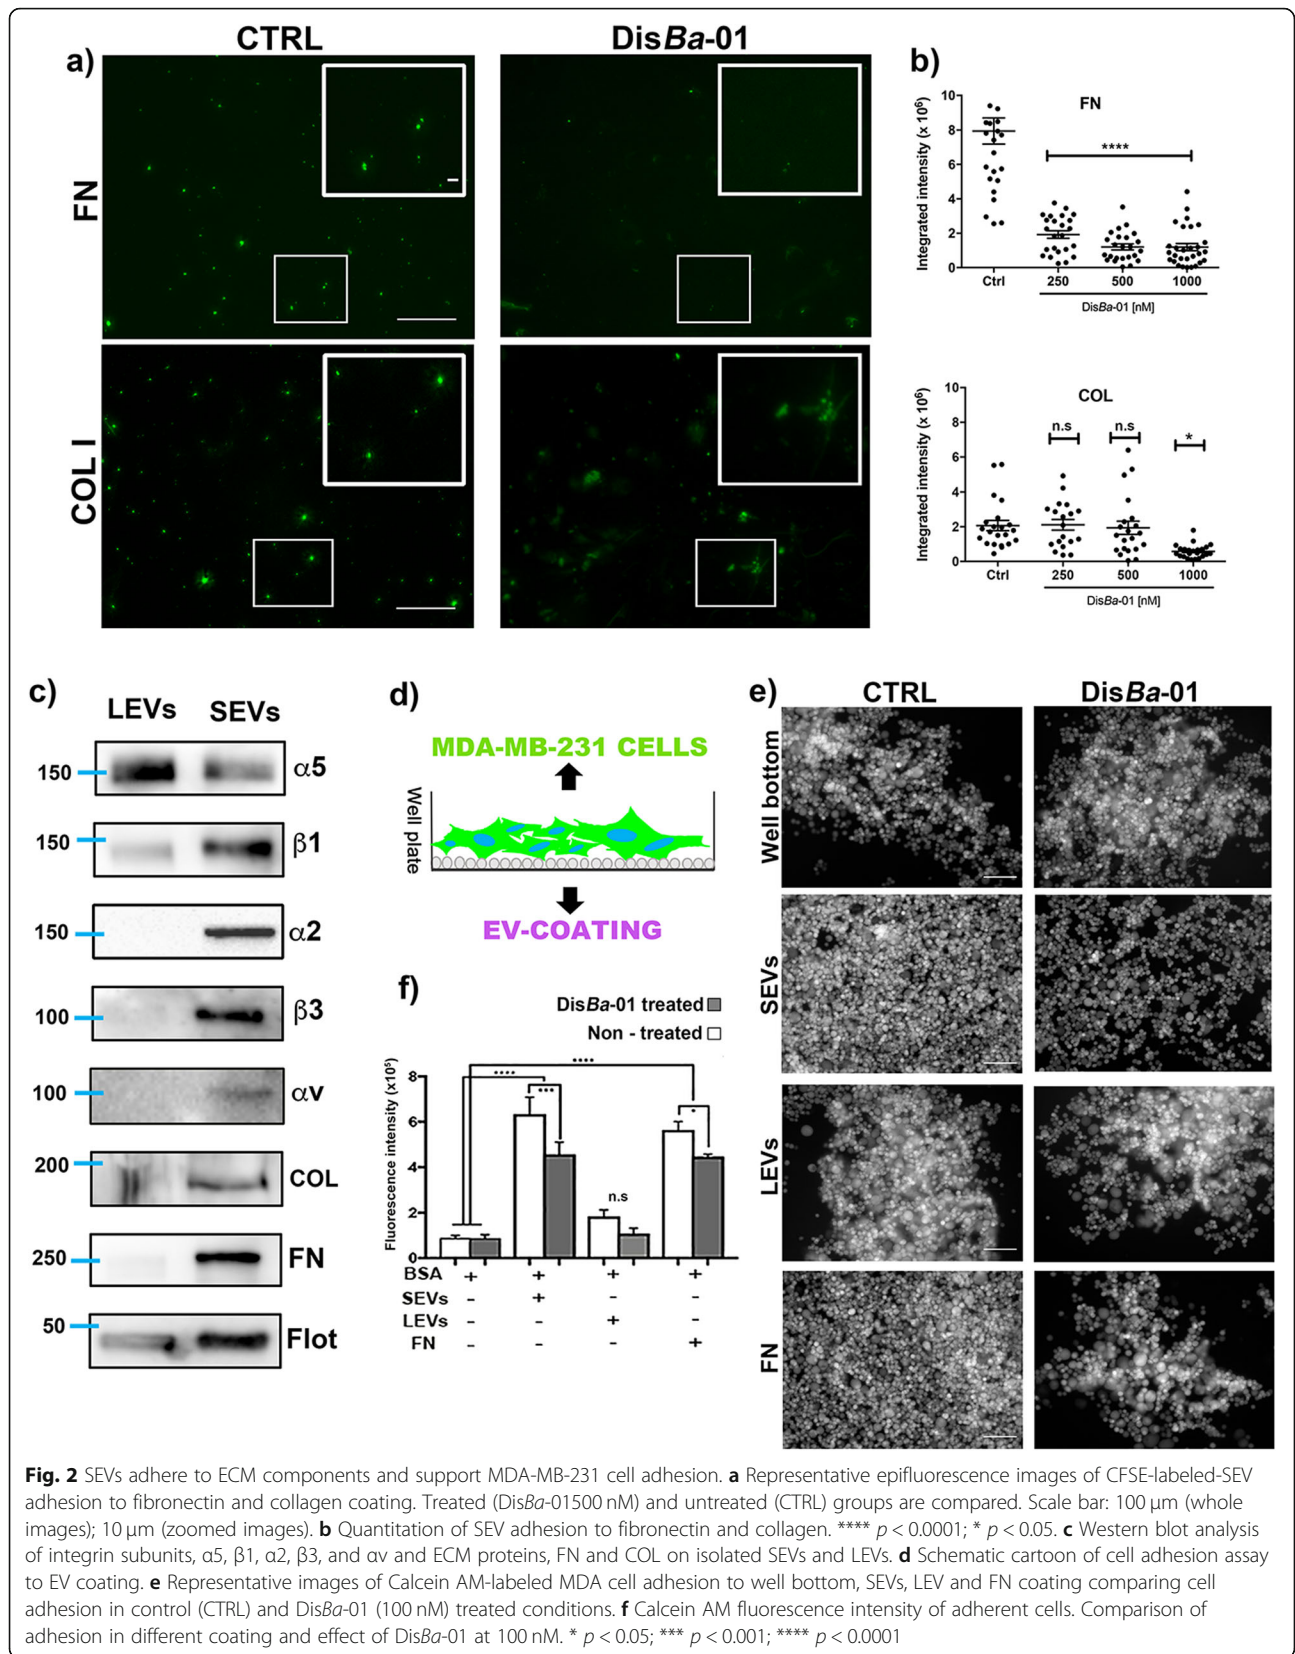 CTRL
DisBa-01
a)
FN
COL I
b)
FN
Integrated intensity (x 10⁶)
10
8
6
4
2
0
****
Ctrl
250
500
1000
DisBa-01 [nM]
COL
Integrated intensity (x 10⁶)
10
8
6
4
2
0
n.s
n.s
*
Ctrl
250
500
1000
DisBa-01 [nM]
c)
LEVs
SEVs
150
α5
150
β1
150
α2
100
β3
100
αv
200
COL
250
FN
50
Flot
d)
MDA-MB-231 CELLS
Well plate
EV-COATING
f)
DisBa-01 treated
Non - treated
Fluorescence intensity (x10⁵)
8
6
4
2
0
****
****
***
n.s
*
BSA + + + +
SEVs - + - -
LEVs - - + -
FN - - - +
e)
CTRL
DisBa-01
Well bottom
SEVs
LEVs
FN
Fig. 2 SEVs adhere to ECM components and support MDA-MB-231 cell adhesion. a Representative epifluorescence images of CFSE-labeled-SEV
adhesion to fibronectin and collagen coating. Treated (DisBa-01500 nM) and untreated (CTRL) groups are compared. Scale bar: 100 μm (whole
images); 10 μm (zoomed images). b Quantitation of SEV adhesion to fibronectin and collagen. **** p < 0.0001; * p < 0.05. c Western blot analysis
of integrin subunits, α5, β1, α2, β3, and αv and ECM proteins, FN and COL on isolated SEVs and LEVs. d Schematic cartoon of cell adhesion assay
to EV coating. e Representative images of Calcein AM-labeled MDA cell adhesion to well bottom, SEVs, LEV and FN coating comparing cell
adhesion in control (CTRL) and DisBa-01 (100 nM) treated conditions. f Calcein AM fluorescence intensity of adherent cells. Comparison of
adhesion in different coating and effect of DisBa-01 at 100 nM. * p < 0.05; *** p < 0.001; **** p < 0.0001